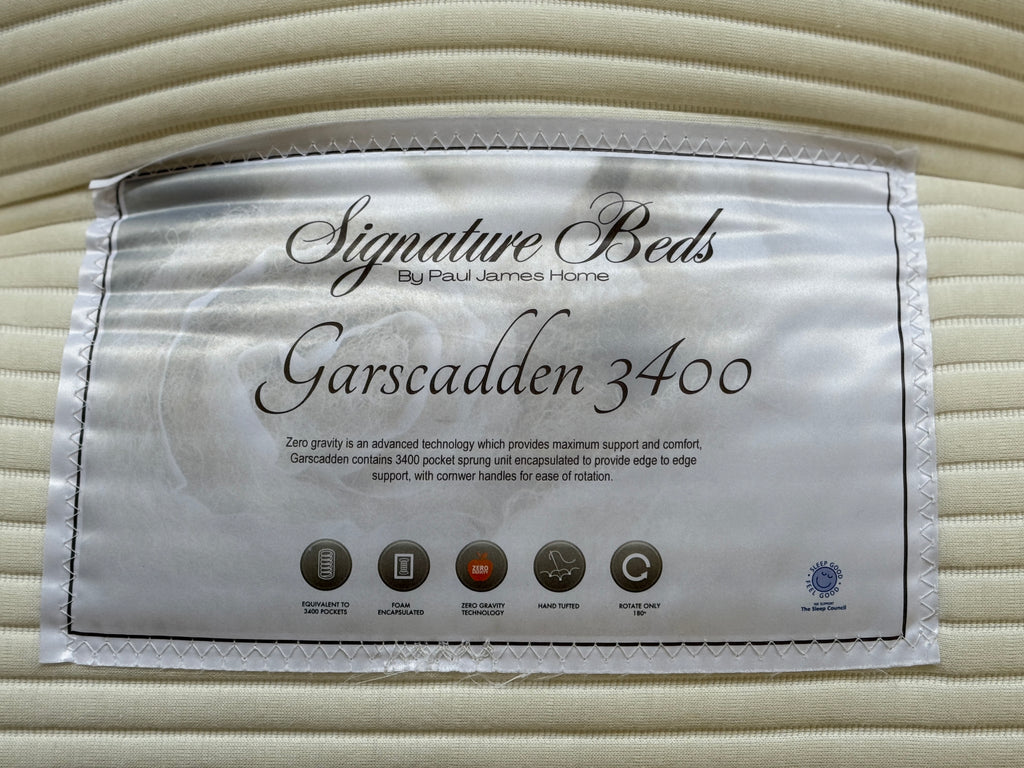 Signature Beds
By Paul James Home
Garscadden 3400
Zero gravity is an advanced technology which provides maximum support and comfort,
Garscadden contains 3400 pocket sprung unit encapsulated to provide edge to edge
support, with cornwer handles for ease of rotation.
ZERO
GRAVITY
EQUIVALENT TO
3400 POCKETS
FOAM
ENCAPSULATED
ZERO GRAVITY
TECHNOLOGY
HAND TUFTED
ROTATE ONLY
180°
SLEEP GOOD
FEEL GOOD
WE SUPPORT
The Sleep Council